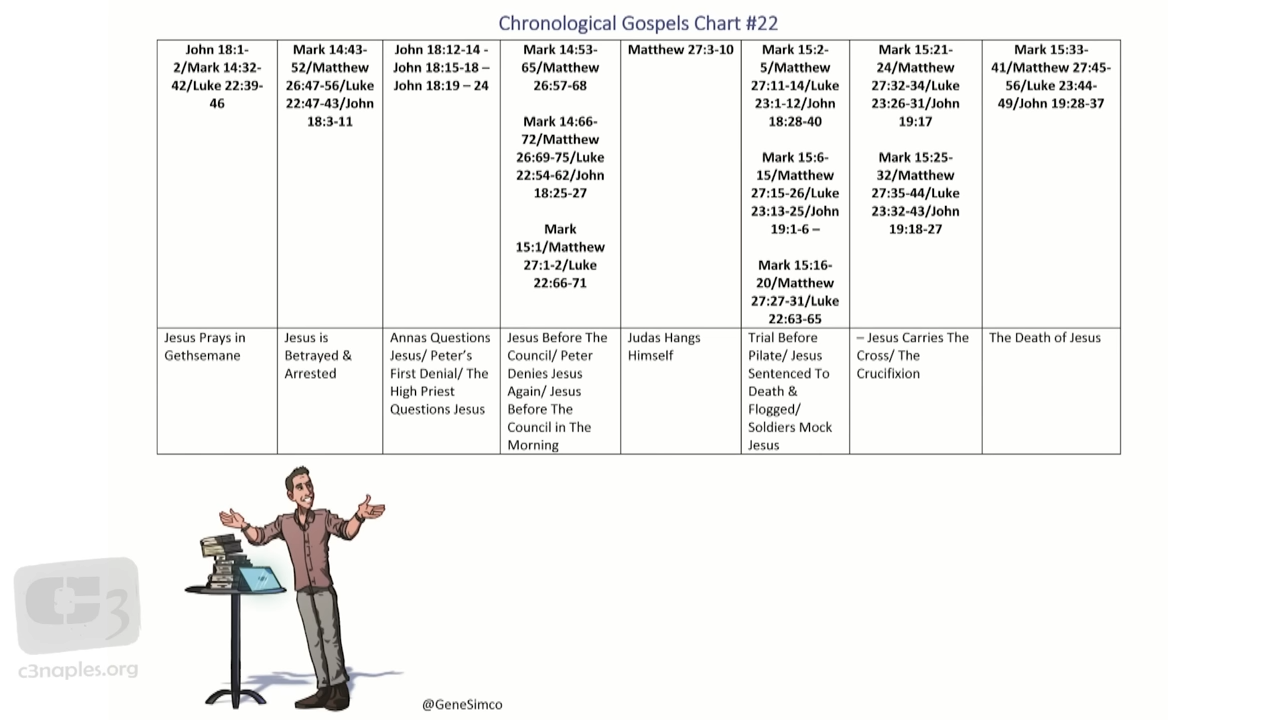 Chronological Gospels Chart #22
John 18:1-
2/Mark 14:32-
42/Luke 22:39-
46
Mark 14:43-
52/Matthew
26:47-56/Luke
22:47-43/John
18:3-11
John 18:12-14 -
John 18:15-18 –
John 18:19 – 24
Mark 14:53-
65/Matthew
26:57-68
Mark 14:66-
72/Matthew
26:69-75/Luke
22:54-62/John
18:25-27
Mark
15:1/Matthew
27:1-2/Luke
22:66-71
Matthew 27:3-10
Mark 15:2-
5/Matthew
27:11-14/Luke
23:1-12/John
18:28-40
Mark 15:6-
15/Matthew
27:15-26/Luke
23:13-25/John
19:1-6 –
Mark 15:16-
20/Matthew
27:27-31/Luke
22:63-65
Mark 15:21-
24/Matthew
27:32-34/Luke
23:26-31/John
19:17
Mark 15:25-
32/Matthew
27:35-44/Luke
23:32-43/John
19:18-27
Mark 15:33-
41/Matthew 27:45-
56/Luke 23:44-
49/John 19:28-37
Jesus Prays in
Gethsemane
Jesus is
Betrayed &
Arrested
Annas Questions
Jesus/ Peter's
First Denial/ The
High Priest
Questions Jesus
Jesus Before The
Council/ Peter
Denies Jesus
Again/ Jesus
Before The
Council in The
Morning
Judas Hangs
Himself
Trial Before
Pilate/ Jesus
Sentenced To
Death &
Flogged/
Soldiers Mock
Jesus
– Jesus Carries The
Cross/ The
Crucifixion
The Death of Jesus
C3
c3naples.org
@GeneSimco